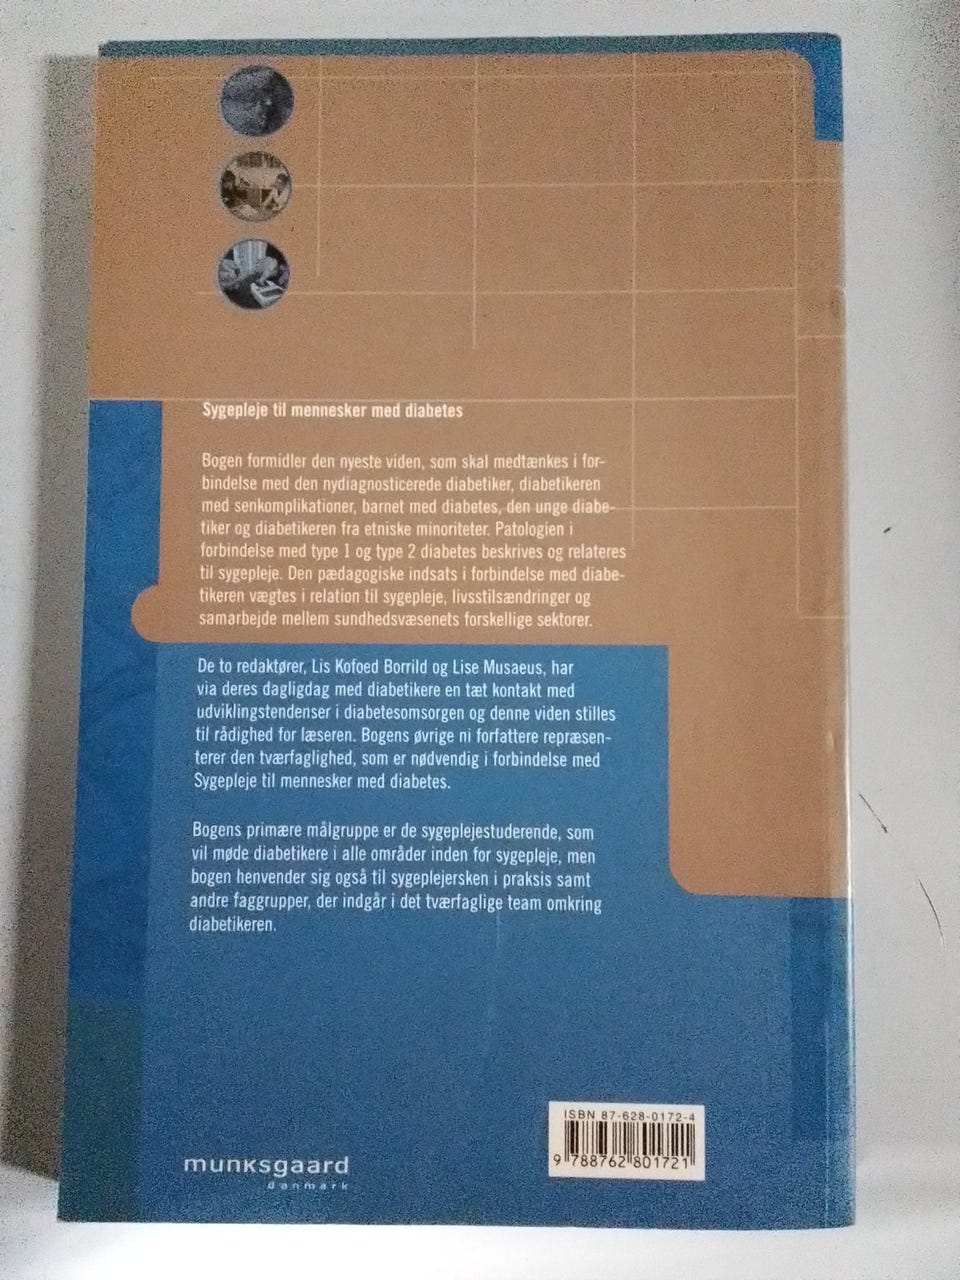 Sygepleje til mennesker med diabetes
Bogen formidler den nyeste viden, som skal medtænkes i for-
bindelse med den nydiagnosticerede diabetiker, diabetikeren
med senkomplikationer, barnet med diabetes, den unge diabe-
tiker og diabetikeren fra etniske minoriteter. Patologien i
forbindelse med type 1 og type 2 diabetes beskrives og relateres
til sygepleje. Den pædagogiske indsats i forbindelse med diabe-
tikeren vægtes i relation til sygepleje, livsstilsændringer og
samarbejde mellem sundhedsvæsenets forskellige sektorer.
De to redaktører, Lis Kofoed Borrild og Lise Musaeus, har
via deres dagligdag med diabetikere en tæt kontakt med
udviklingstendenser i diabetesomsorgen og denne viden stilles
til rådighed for læseren. Bogens øvrige ni forfattere repræsen-
terer den tværfaglighed, som er nødvendig i forbindelse med
Sygepleje til mennesker med diabetes.
Bogens primære målgruppe er de sygeplejestuderende, som
vil møde diabetikere i alle områder inden for sygepleje, men
bogen henvender sig også til sygeplejersken i praksis samt
andre faggrupper, der indgår i det tværfaglige team omkring
diabetikeren.
ISBN 87-628-0172-4
9 788762 801721
munksgaard
danmark